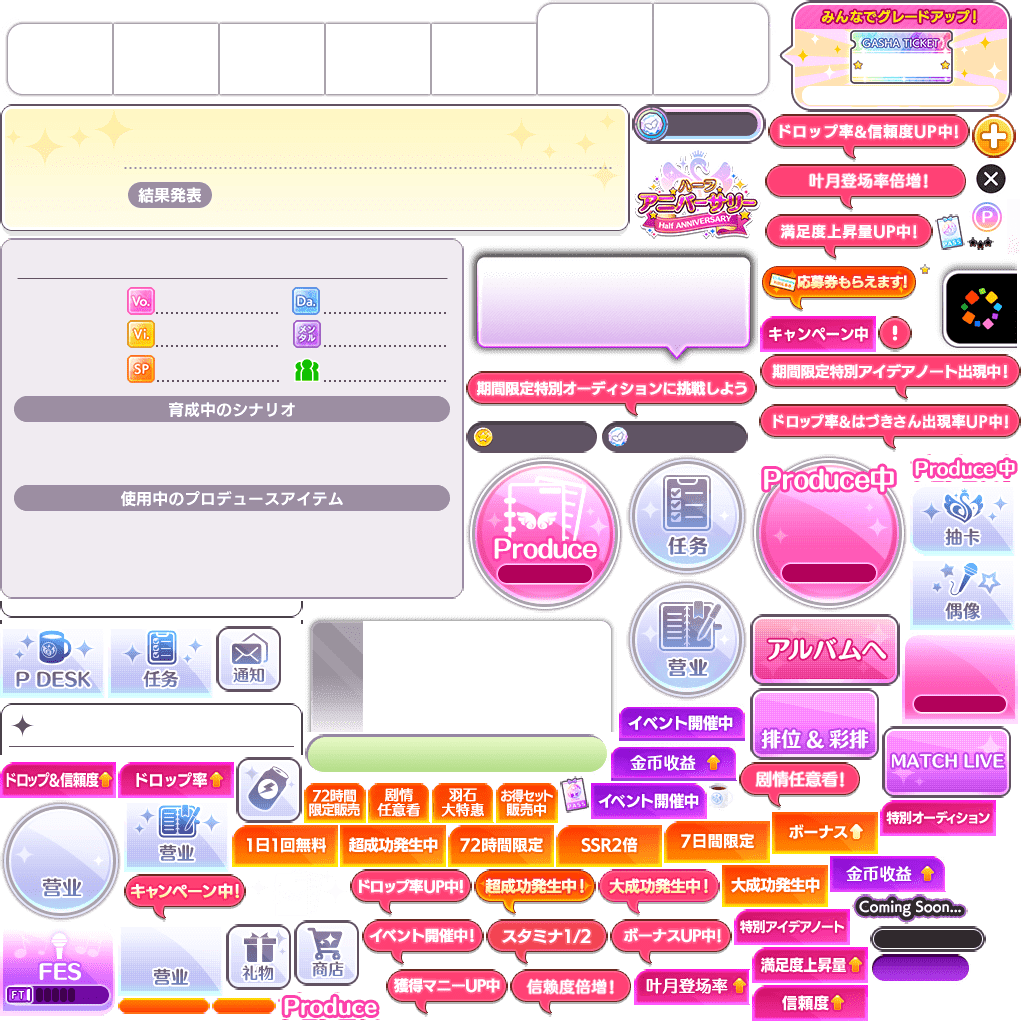 みんなでグレードアップ!
GASHA TICKET
結果発表
ハーフ
アニバーサリー
Half ANNIVERSARY
ドロップ率&信頼度UP中!
叶月登场率倍増!
P
満足度上昇量UP中!
PASS
応募券もらえます!
キャンペーン中
!
Vo.
Da.
Vi.
メンタル
SP
期間限定特別アイデアノート出現中!
期間限定特別オーディションに挑戦しよう
育成中のシナリオ
ドロップ率&はづきさん出現率UP中!
使用中のプロデュースアイテム
Produce
任务
Produce中
Produce 中
抽卡
偶像
P DESK
任务
通知
营业
アルバムへ
イベント開催中
排位 & 彩排
金币收益
MATCH LIVE
ドロップ&信頼度
ドロップ率
剧情任意看!
72時間
限定販売
剧情
任意看
羽石
大特惠
お得セット
販売中
PASS
イベント開催中
特別オーディション
营业
1日1回無料
超成功発生中
72時間限定
SSR2倍
7日間限定
ボーナス
营业
キャンペーン中!
ドロップ率UP中!
超成功発生中!
大成功発生中!
大成功発生中
金币收益
Coming Soon...
FES
FT
营业
礼物
商店
イベント開催中!
スタミナ1/2
ボーナスUP中!
特別アイデアノート
満足度上昇量
獲得マニーUP中
信頼度倍増!
叶月登场率
信頼度
Produce